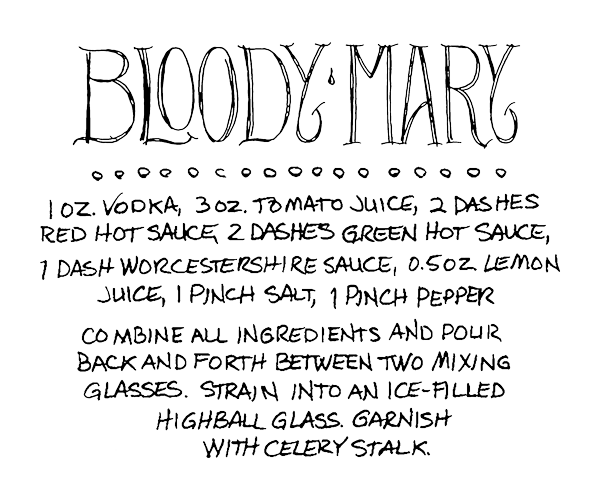 BLOODY MARY
1 OZ. VODKA, 3 OZ. TOMATO JUICE, 2 DASHES
RED HOT SAUCE, 2 DASHES GREEN HOT SAUCE,
1 DASH WORCESTERSHIRE SAUCE, 0.5 OZ. LEMON
JUICE, 1 PINCH SALT, 1 PINCH PEPPER
COMBINE ALL INGREDIENTS AND POUR
BACK AND FORTH BETWEEN TWO MIXING
GLASSES. STRAIN INTO AN ICE-FILLED
HIGHBALL GLASS. GARNISH
WITH CELERY STALK.